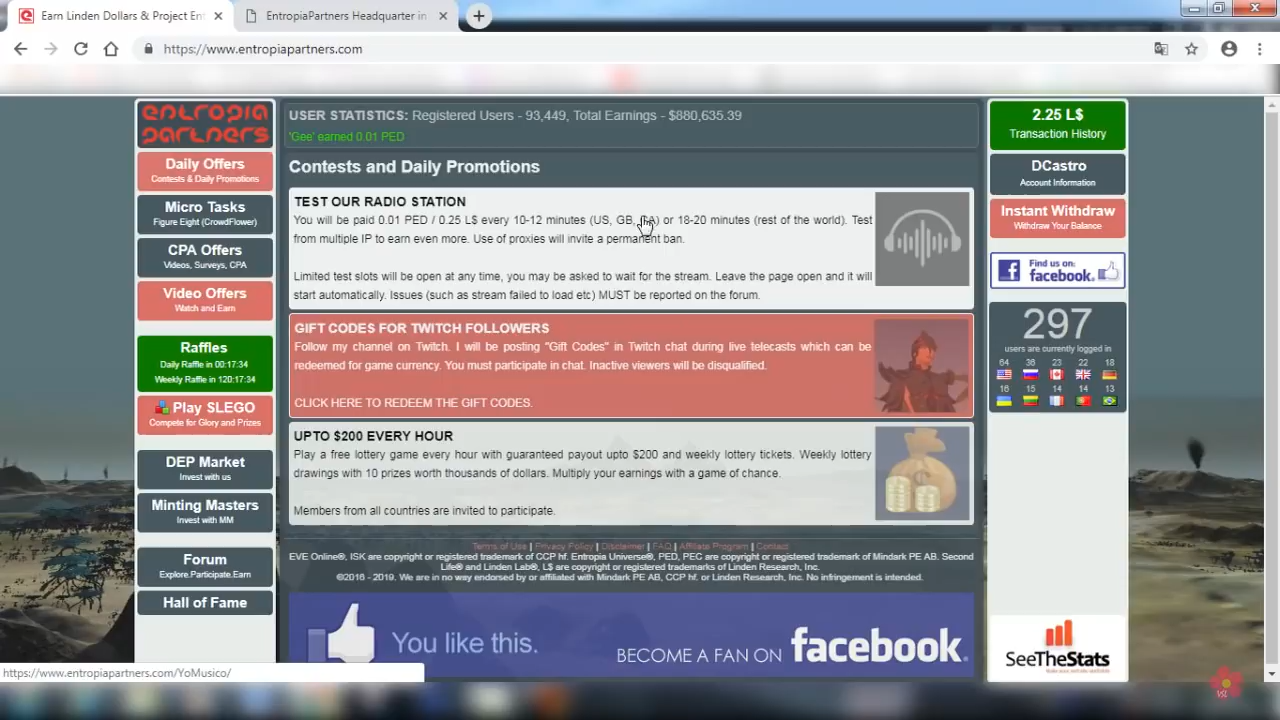 Earn Linden Dollars & Project Ent
EntropiaPartners Headquarter in
https://www.entropiapartners.com
entropia
partners
Daily Offers
Contests & Daily Promotions
Micro Tasks
Figure Eight (CrowdFlower)
CPA Offers
Videos, Surveys, CPA
Video Offers
Watch and Earn
Raffles
Daily Raffle in 00:17:34
Weekly Raffle in 120:17:34
Play SLEGO
Compete for Glory and Prizes
DEP Market
Invest with us
Minting Masters
Invest with MM
Forum
Explore.Participate.Earn
Hall of Fame
USER STATISTICS: Registered Users - 93,449, Total Earnings - $880,635.39
'Gee' earned 0.01 PED
Contests and Daily Promotions
TEST OUR RADIO STATION
You will be paid 0.01 PED / 0.25 L$ every 10-12 minutes (US, GB, CA) or 18-20 minutes (rest of the world). Test
from multiple IP to earn even more. Use of proxies will invite a permanent ban.
Limited test slots will be open at any time, you may be asked to wait for the stream. Leave the page open and it will
start automatically. Issues (such as stream failed to load etc) MUST be reported on the forum.
GIFT CODES FOR TWITCH FOLLOWERS
Follow my channel on Twitch. I will be posting "Gift Codes" in Twitch chat during live telecasts which can be
redeemed for game currency. You must participate in chat. Inactive viewers will be disqualified.
CLICK HERE TO REDEEM THE GIFT CODES.
UPTO $200 EVERY HOUR
Play a free lottery game every hour with guaranteed payout upto $200 and weekly lottery tickets. Weekly lottery
drawings with 10 prizes worth thousands of dollars. Multiply your earnings with a game of chance.
Members from all countries are invited to participate.
Terms of Use | Privacy Policy | Disclaimer | FAQ | Affiliate Program | Contact
EVE Online®, ISK are copyright or registered trademark of CCP hf. Entropia Universe®, PED, PEC are copyright or registered trademark of Mindark PE AB. Second
Life® and Linden Lab®, L$ are copyright or registered trademarks of Linden Research, Inc.
©2016 - 2019. We are in no way endorsed by or affiliated with Mindark PE AB, CCP hf. or Linden Research, Inc. No infringement is intended.
You like this.
BECOME A FAN ON facebook.
2.25 L$
Transaction History
DCastro
Account Information
Instant Withdraw
Withdraw Your Balance
Find us on:
facebook.
297
users are currently logged in
64 38 23 22 18
16 15 14 14 13
SeeTheStats
https://www.entropiapartners.com/YoMusico/